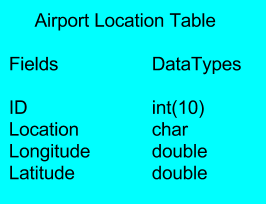 Airport Location Table
Fields DataTypes
ID int(10)
Location char
Longitude double
Latitude double